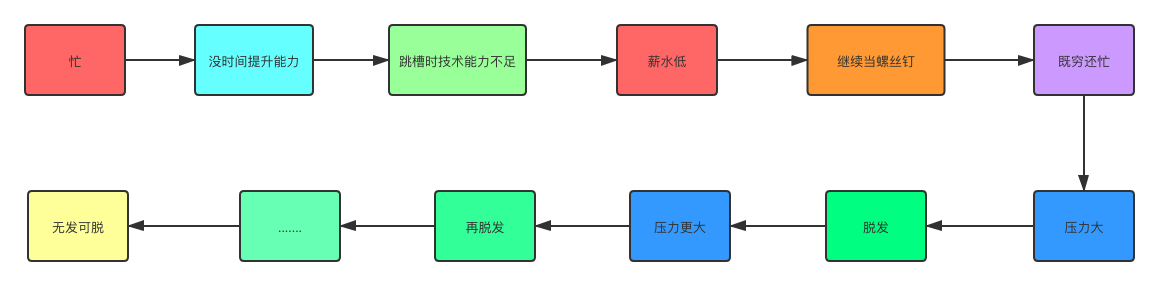 忙
没时间提升能力
跳槽时技术能力不足
薪水低
继续当螺丝钉
既穷还忙
压力大
脱发
压力更大
再脱发
.......
无发可脱